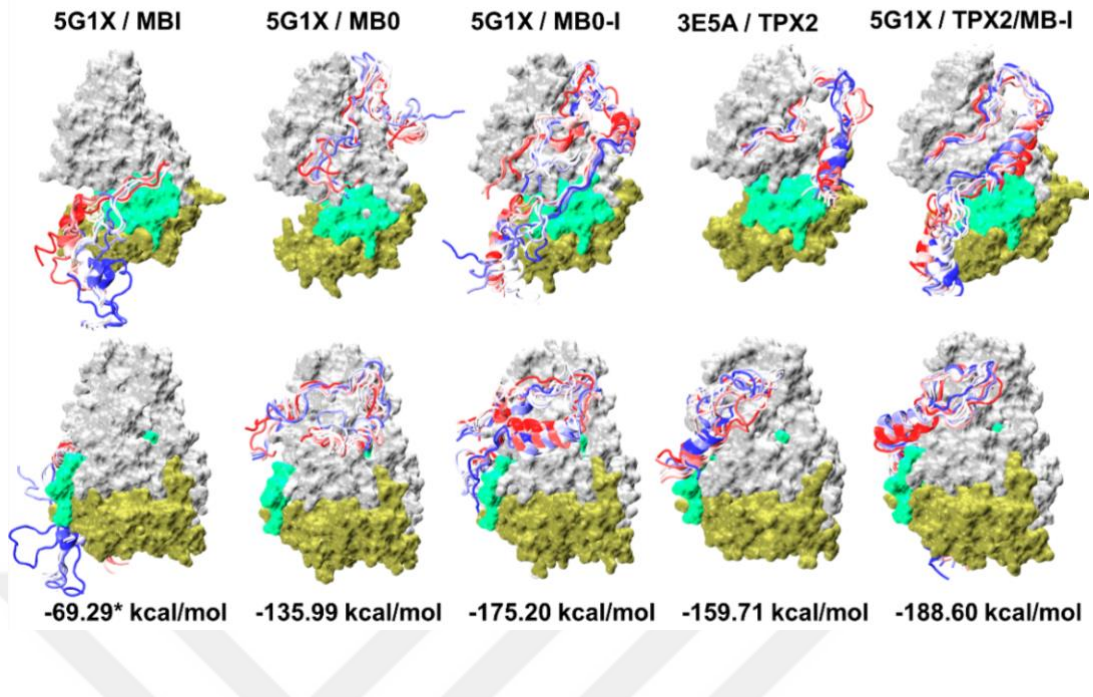 5G1X / MBI 5G1X / MB0 5G1X / MB0-I 3E5A / TPX2 5G1X / TPX2/MB-I
-69.29* kcal/mol -135.99 kcal/mol -175.20 kcal/mol -159.71 kcal/mol -188.60 kcal/mol